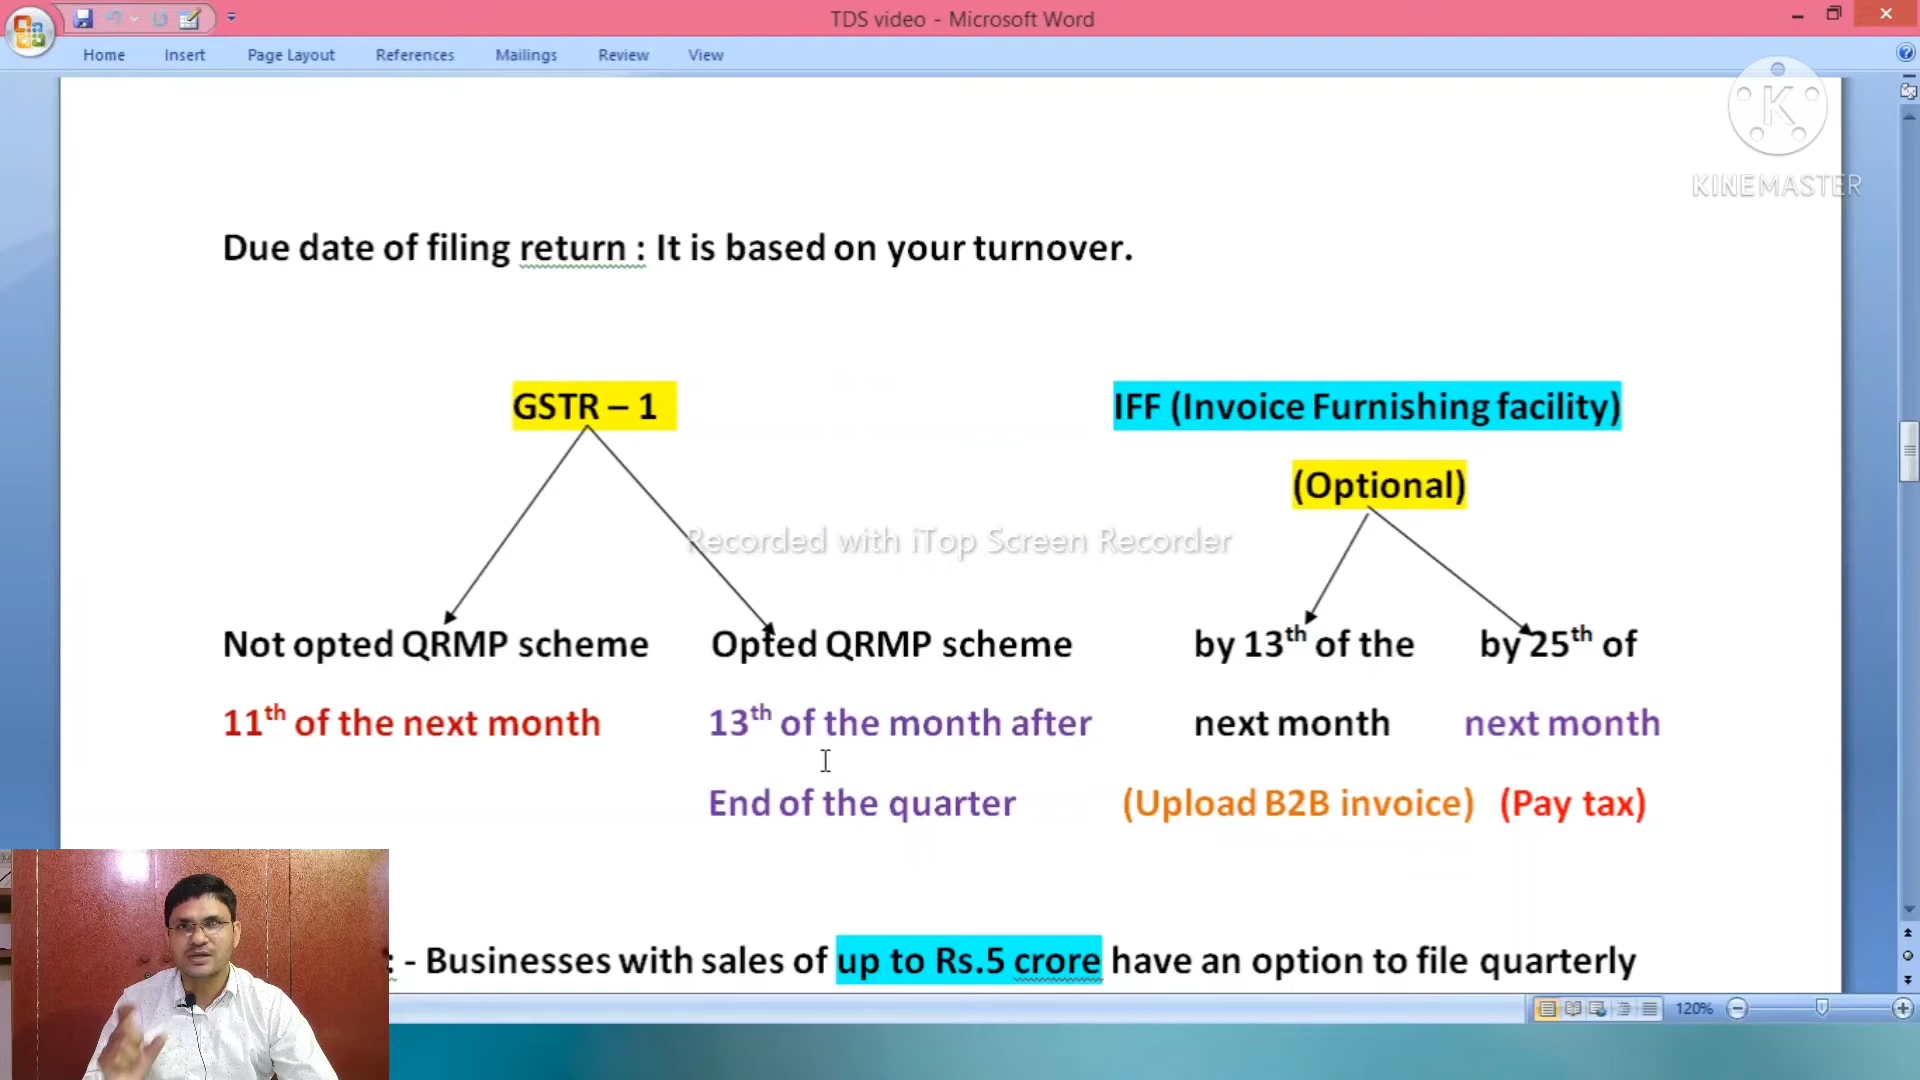 TDS video - Microsoft Word
Home Insert Page Layout References Mailings Review View
K
KINEMASTER
Due date of filing return : It is based on your turnover.
GSTR – 1
IFF (Invoice Furnishing facility)
(Optional)
Recorded with iTop Screen Recorder
Not opted QRMP scheme
11th of the next month
Opted QRMP scheme
13th of the month after
End of the quarter
by 13th of the
next month
(Upload B2B invoice)
by 25th of
next month
(Pay tax)
: - Businesses with sales of up to Rs.5 crore have an option to file quarterly
120%